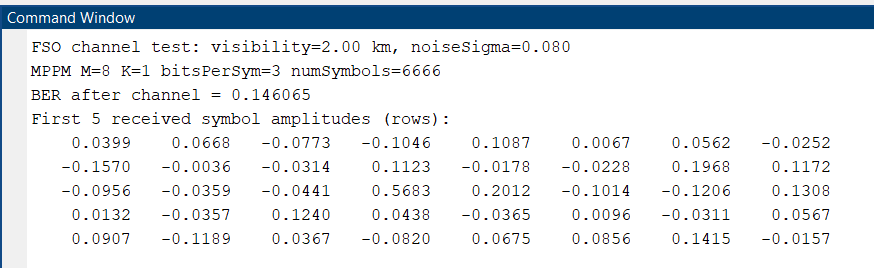 Command Window
FSO channel test: visibility=2.00 km, noiseSigma=0.080
MPPM M=8 K=1 bitsPerSym=3 numSymbols=6666
BER after channel = 0.146065
First 5 received symbol amplitudes (rows):
0.0399 0.0668 -0.0773 -0.1046 0.1087 0.0067 0.0562 -0.0252
-0.1570 -0.0036 -0.0314 0.1123 -0.0178 -0.0228 0.1968 0.1172
-0.0956 -0.0359 -0.0441 0.5683 0.2012 -0.1014 -0.1206 0.1308
0.0132 -0.0357 0.1240 0.0438 -0.0365 0.0096 -0.0311 0.0567
0.0907 -0.1189 0.0367 -0.0820 0.0675 0.0856 0.1415 -0.0157